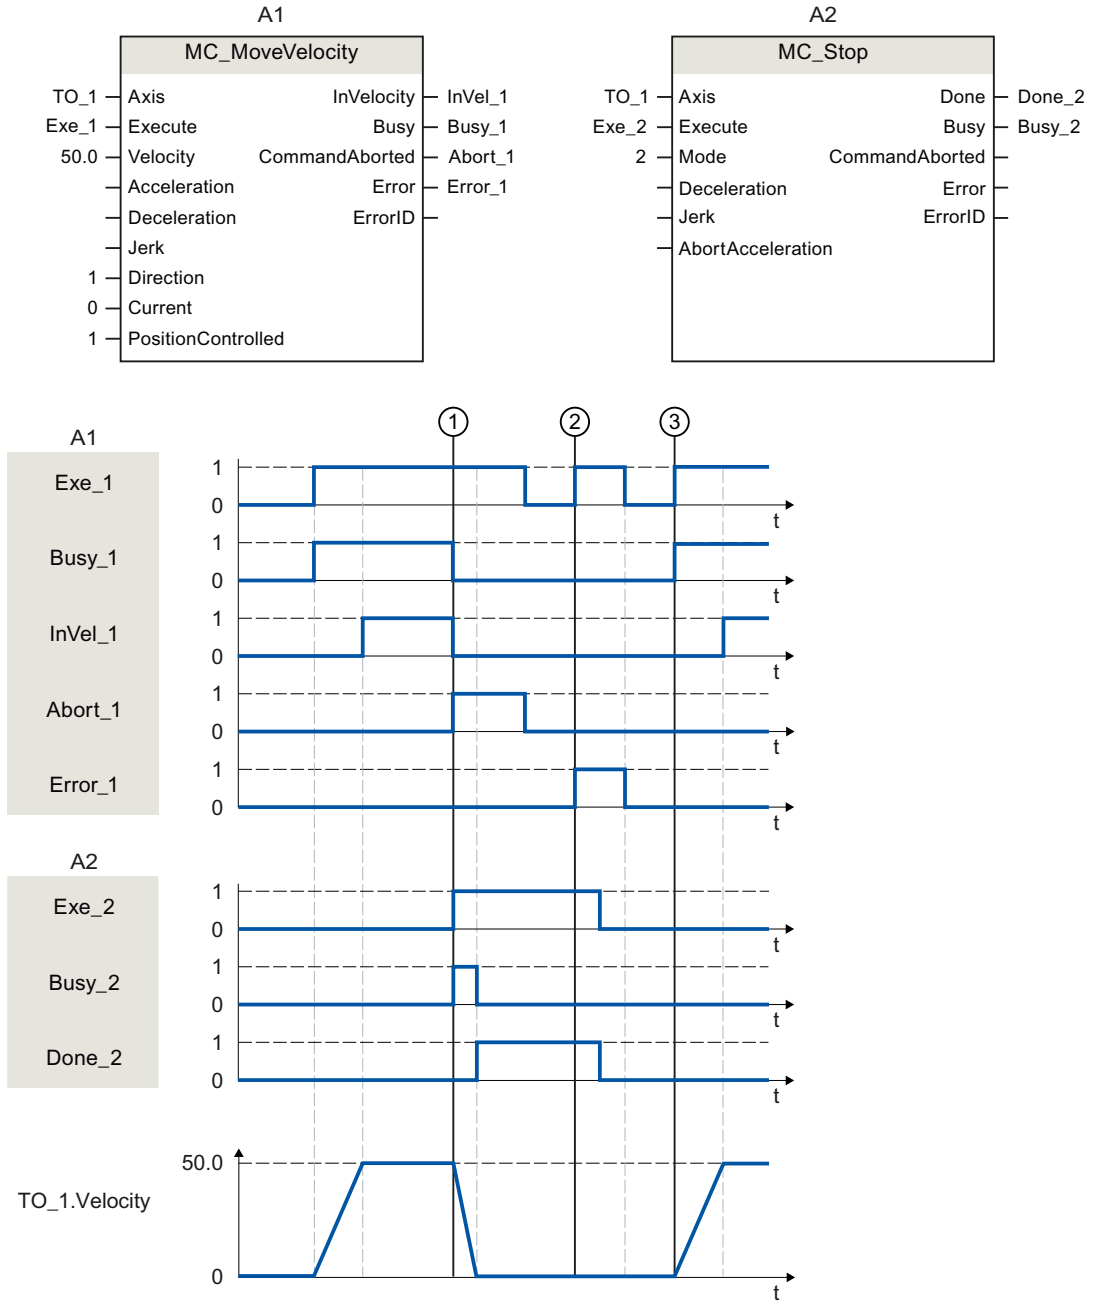 A1
MC_MoveVelocity
TO_1 Axis InVelocity InVel_1
Exe_1 Execute Busy Busy_1
50.0 Velocity CommandAborted Abort_1
Acceleration Error Error_1
Deceleration ErrorID
Jerk
1 Direction
0 Current
1 PositionControlled
A2
MC_Stop
TO_1 Axis Done Done_2
Exe_2 Execute Busy Busy_2
2 Mode CommandAborted
Deceleration Error
Jerk ErrorID
AbortAcceleration
1 2 3
A1
Exe_1
1
0
t
Busy_1
1
0
t
InVel_1
1
0
t
Abort_1
1
0
t
Error_1
1
0
t
A2
Exe_2
1
0
t
Busy_2
1
0
t
Done_2
1
0
t
50.0
TO_1.Velocity
0
t